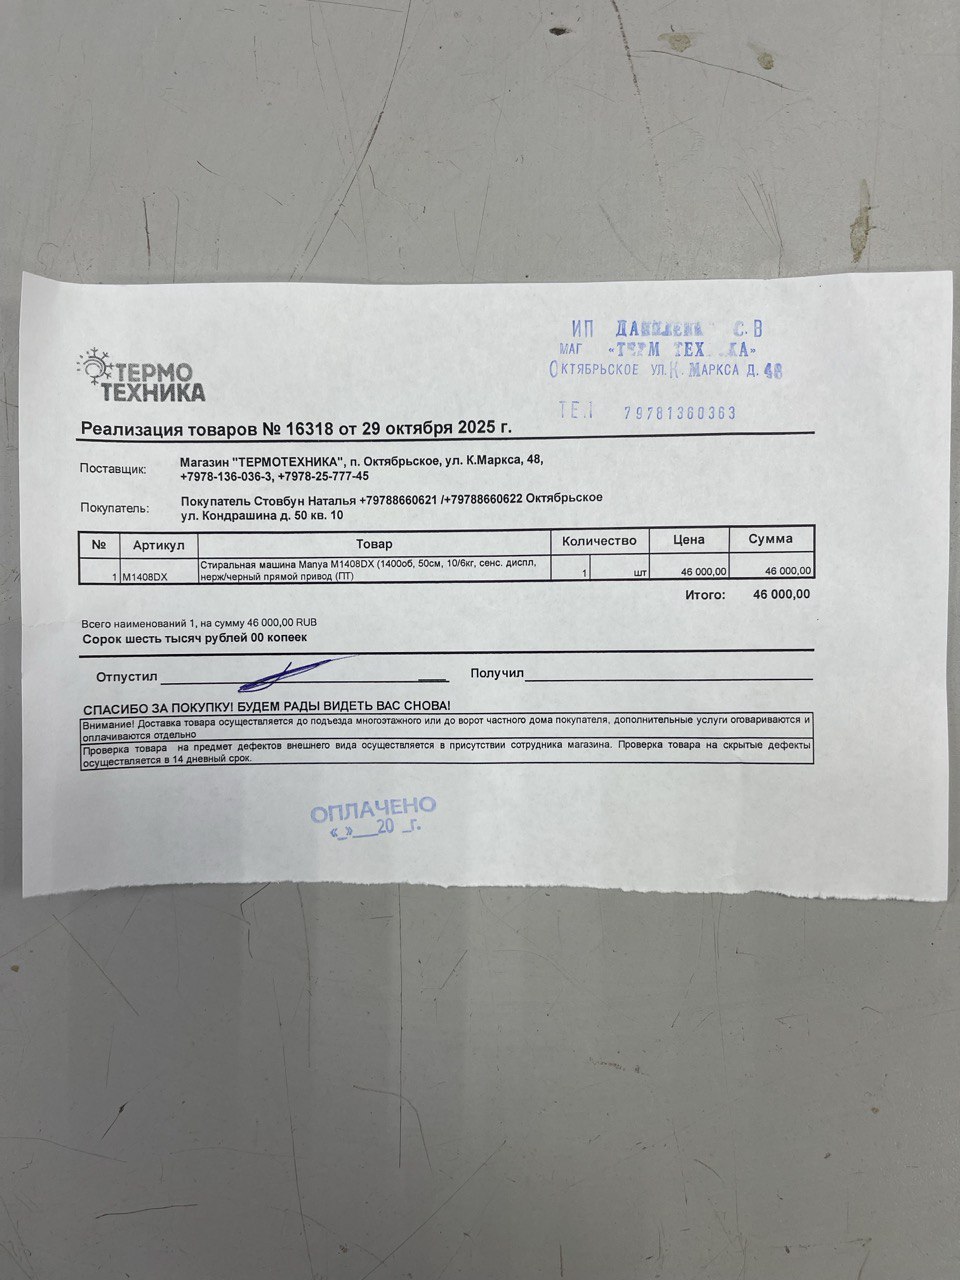 ИП С.В
МАГ
ОКТЯБРЬСКОЕ УЛ.К.МАРКСА Д. 48
ТЕЛ 79781360363
ТЕРМО
ТЕХНИКА
Реализация товаров № 16318 от 29 октября 2025 г.
Поставщик: Магазин "ТЕРМОТЕХНИКА", п. Октябрьское, ул. К.Маркса, 48,
+7978-136-036-3, +7978-25-777-45
Покупатель: Покупатель Стовбун Наталья +79788660621 /+79788660622 Октябрьское
ул. Кондрашина д. 50 кв. 10
№ Артикул Товар Количество Цена Сумма
1 M1408DX Стиральная машина Manya M1408DX (1400об, 50см, 10/6кг, сенс. диспл, 1 шт 46 000,00 46 000,00
нерж/черный прямой привод (ПТ)
Итого: 46 000,00
Всего наименований 1, на сумму 46 000,00 RUB
Сорок шесть тысяч рублей 00 копеек
Отпустил Получил
СПАСИБО ЗА ПОКУПКУ! БУДЕМ РАДЫ ВИДЕТЬ ВАС СНОВА!
Внимание! Доставка товара осуществляется до подъезда многоэтажного или до ворот частного дома покупателя, дополнительные услуги оговариваются и
оплачиваются отдельно
Проверка товара на предмет дефектов внешнего вида осуществляется в присутствии сотрудника магазина. Проверка товара на скрытые дефекты
осуществляется в 14 дневный срок.
ОПЛАЧЕНО
«_»___20 _г.